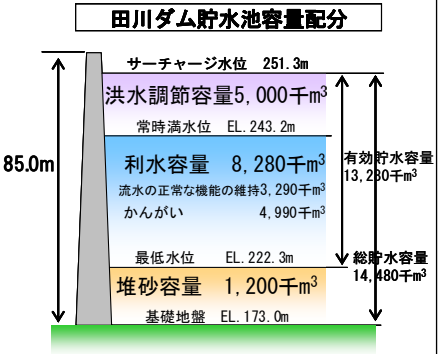 田川ダム貯水池容量配分
サーチャージ水位 251.3m
洪水調節容量5,000千m³
常時満水位 EL.243.2m
85.0m
利水容量 8,280千m³
流水の正常な機能の維持3,290千m³
かんがい 4,990千m³
有効貯水容量
13,280千m³
最低水位 EL.222.3m
総貯水容量
14,480千m³
堆砂容量 1,200千m³
基礎地盤 EL.173.0m